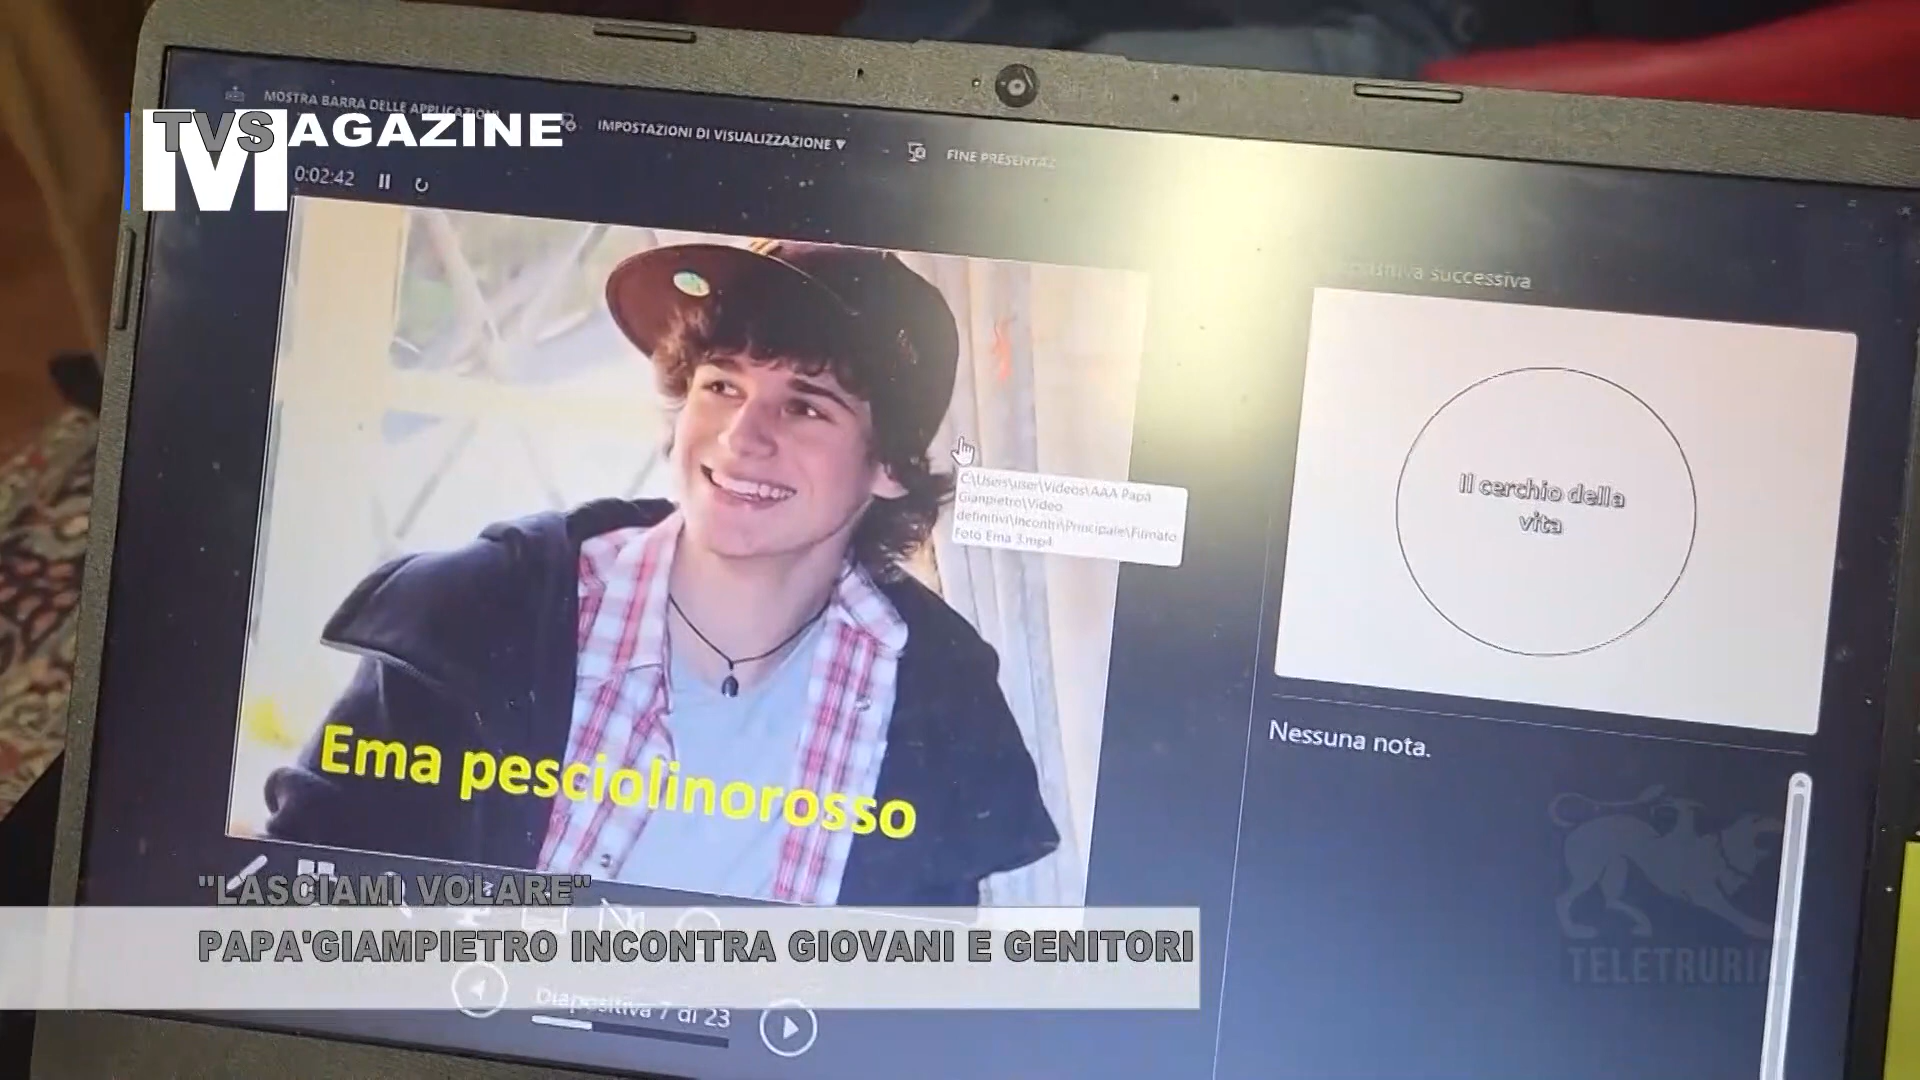 MOSTRA BARRA DELLE APPLICAZIONI
IMPOSTAZIONI DI VISUALIZZAZIONE ▼
FINE PRESENTAZ
TVS
MAGAZINE
0:02:42
successiva
C:\Users\user\Videos\AAA Papà
Gianpietro\Video
definitivi\Incontri\Principale\Filmato
Foto Ema 3.mp4
Il cerchio della
vita
Nessuna nota.
Ema pesciolinorosso
"LASCIAMI VOLARE"
PAPA'GIAMPIETRO INCONTRA GIOVANI E GENITORI
Diapositiva 7 di 23
TELETRURIA